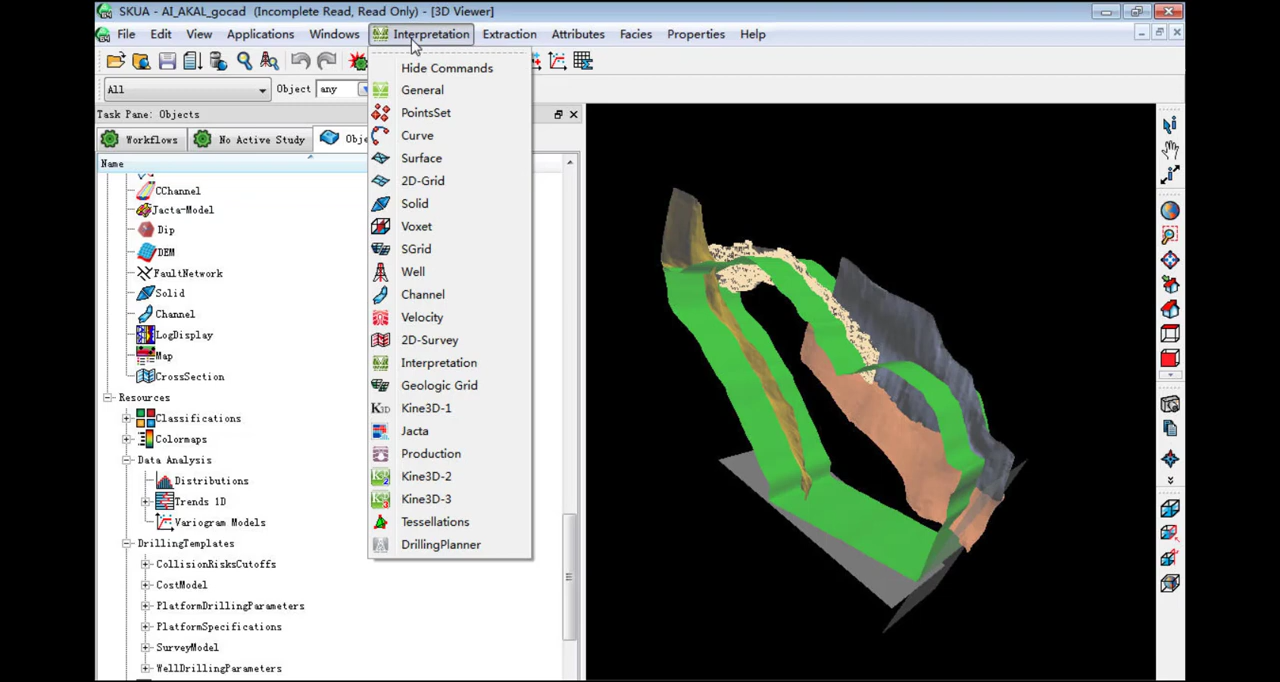 SKUA - AI_AKAL_gocad (Incomplete Read, Read Only) - [3D Viewer]
File Edit View Applications Windows Interpretation Extraction Attributes Facies Properties Help
All Object any
Task Pane: Objects
Workflows No Active Study Obj
Name
CChannel
Jacta-Model
Dip
DEM
FaultNetwork
Solid
Channel
LogDisplay
Map
CrossSection
Resources
Classifications
Colormaps
Data Analysis
Distributions
Trends 1D
Variogram Models
DrillingTemplates
CollisionRisksCutoffs
CostModel
PlatformDrillingParameters
PlatformSpecifications
SurveyModel
WellDrillingParameters
Hide Commands
General
PointsSet
Curve
Surface
2D-Grid
Solid
Voxet
SGrid
Well
Channel
Velocity
2D-Survey
Interpretation
Geologic Grid
K3D Kine3D-1
Jacta
Production
Kine3D-2
Kine3D-3
Tessellations
DrillingPlanner